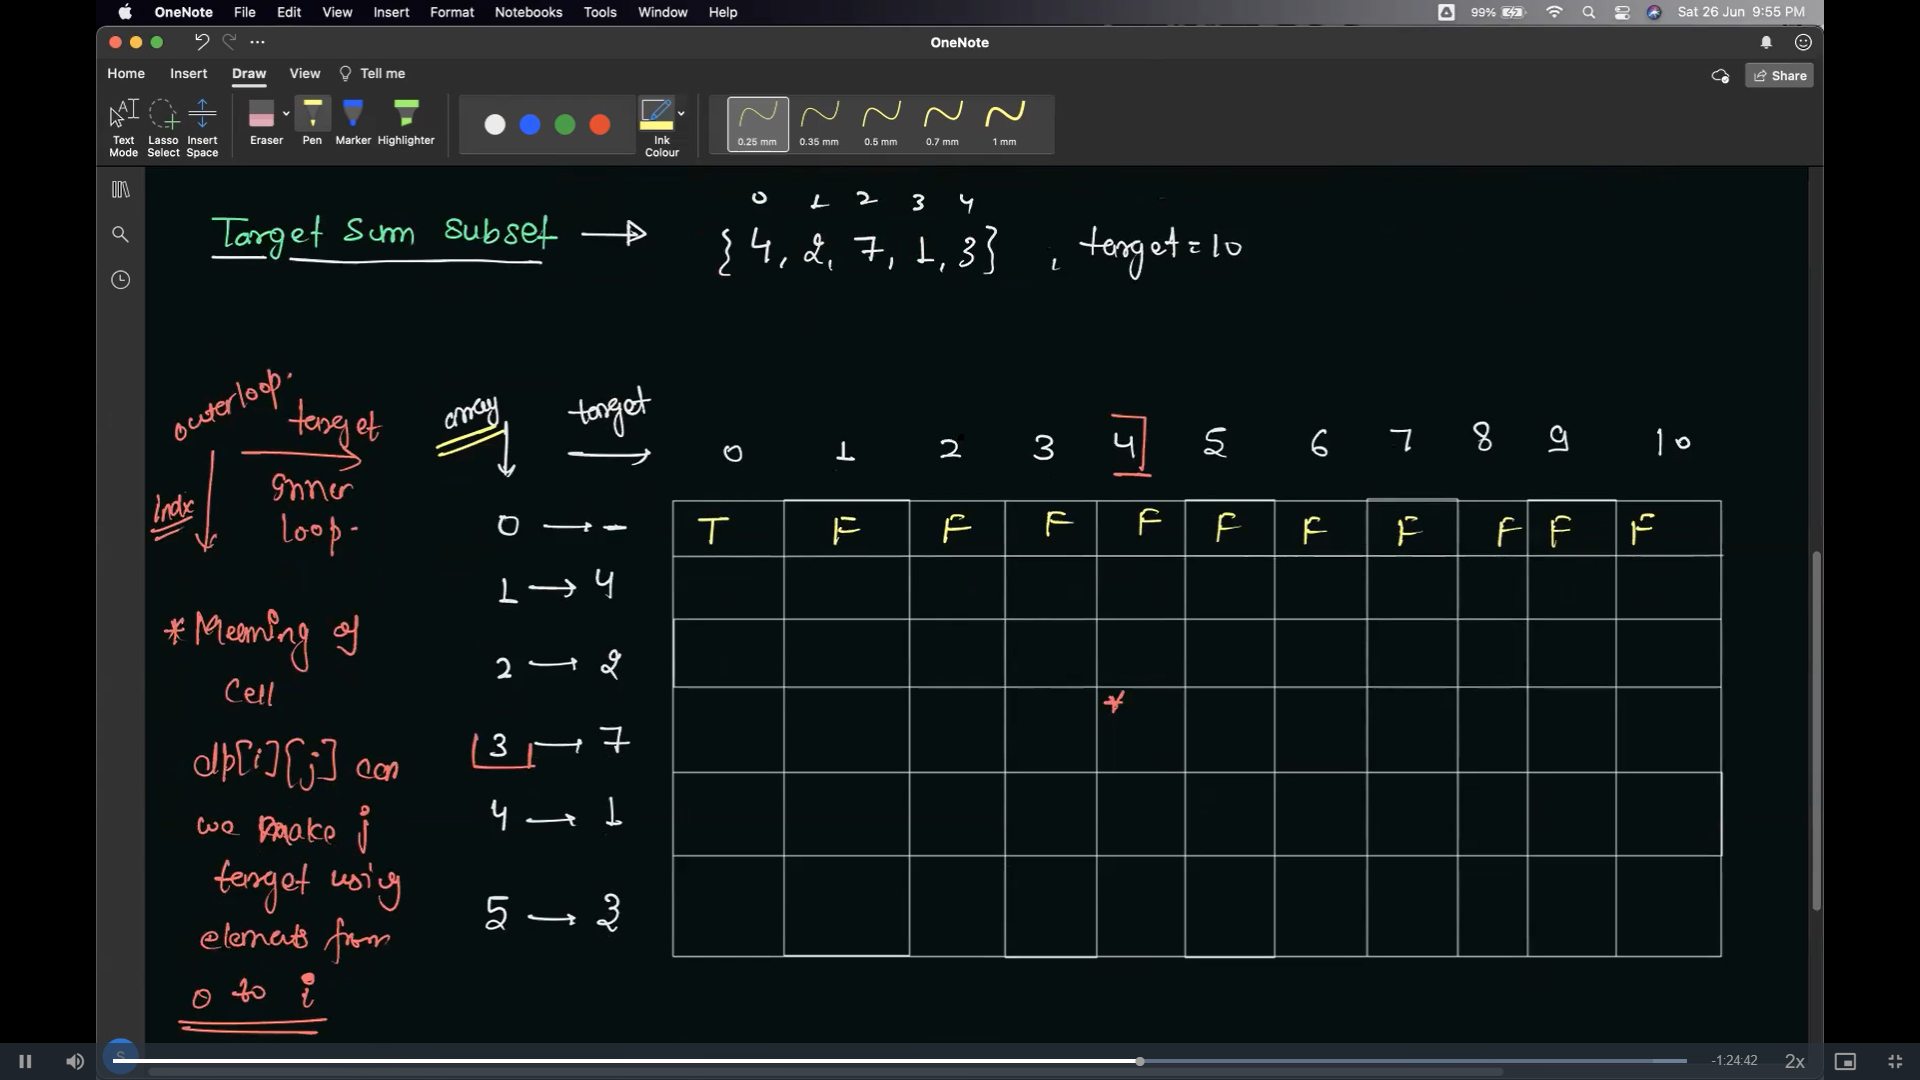 OneNote File Edit View Insert Format Notebooks Tools Window Help 99% Sat 26 Jun 9:55 PM
OneNote
Home Insert Draw View Tell me Share
Text Mode Lasso Select Insert Space Eraser Pen Marker Highlighter Ink Colour 0.25 mm 0.35 mm 0.5 mm 0.7 mm 1 mm
0 1 2 3 4
Target Sum Subset {4, 2, 7, 1, 3} , target = 10
outerloop. target
Indx
Inner
loop-
* Meaning of
Cell
dp[i][j] can
we make j
target using
elements from
0 to i
array target 0 1 2 3 4 5 6 7 8 9 10
0 → - T F F F F F F F F F F
1 → 4
2 → 2
3 → 7 *
4 → 1
5 → 3
S
-1:24:42 2x